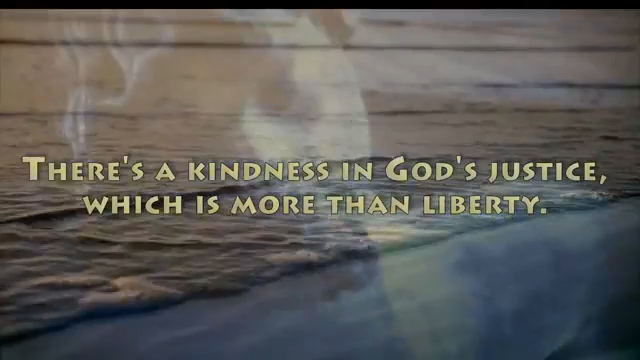 There's a kindness in God's justice,
which is more than liberty.